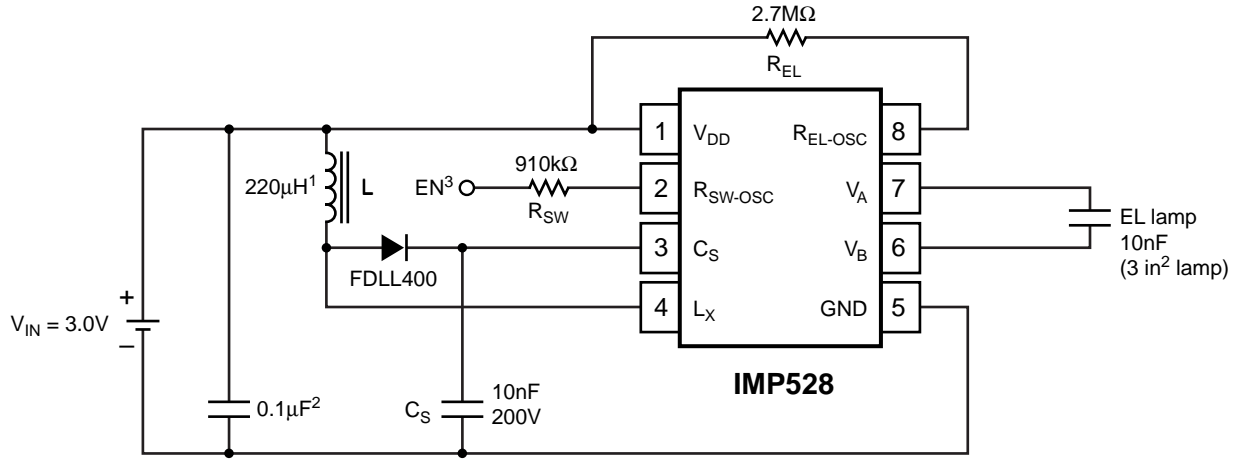 2.7MΩ
R_EL
1 V_DD R_EL-OSC 8
910kΩ
220μH¹ L EN³ 2 R_SW-OSC V_A 7
R_SW
EL lamp
10nF
(3 in² lamp)
3 C_S V_B 6
FDLL400
4 L_X GND 5
+
V_IN = 3.0V
–
IMP528
0.1μF² C_S 10nF
200V